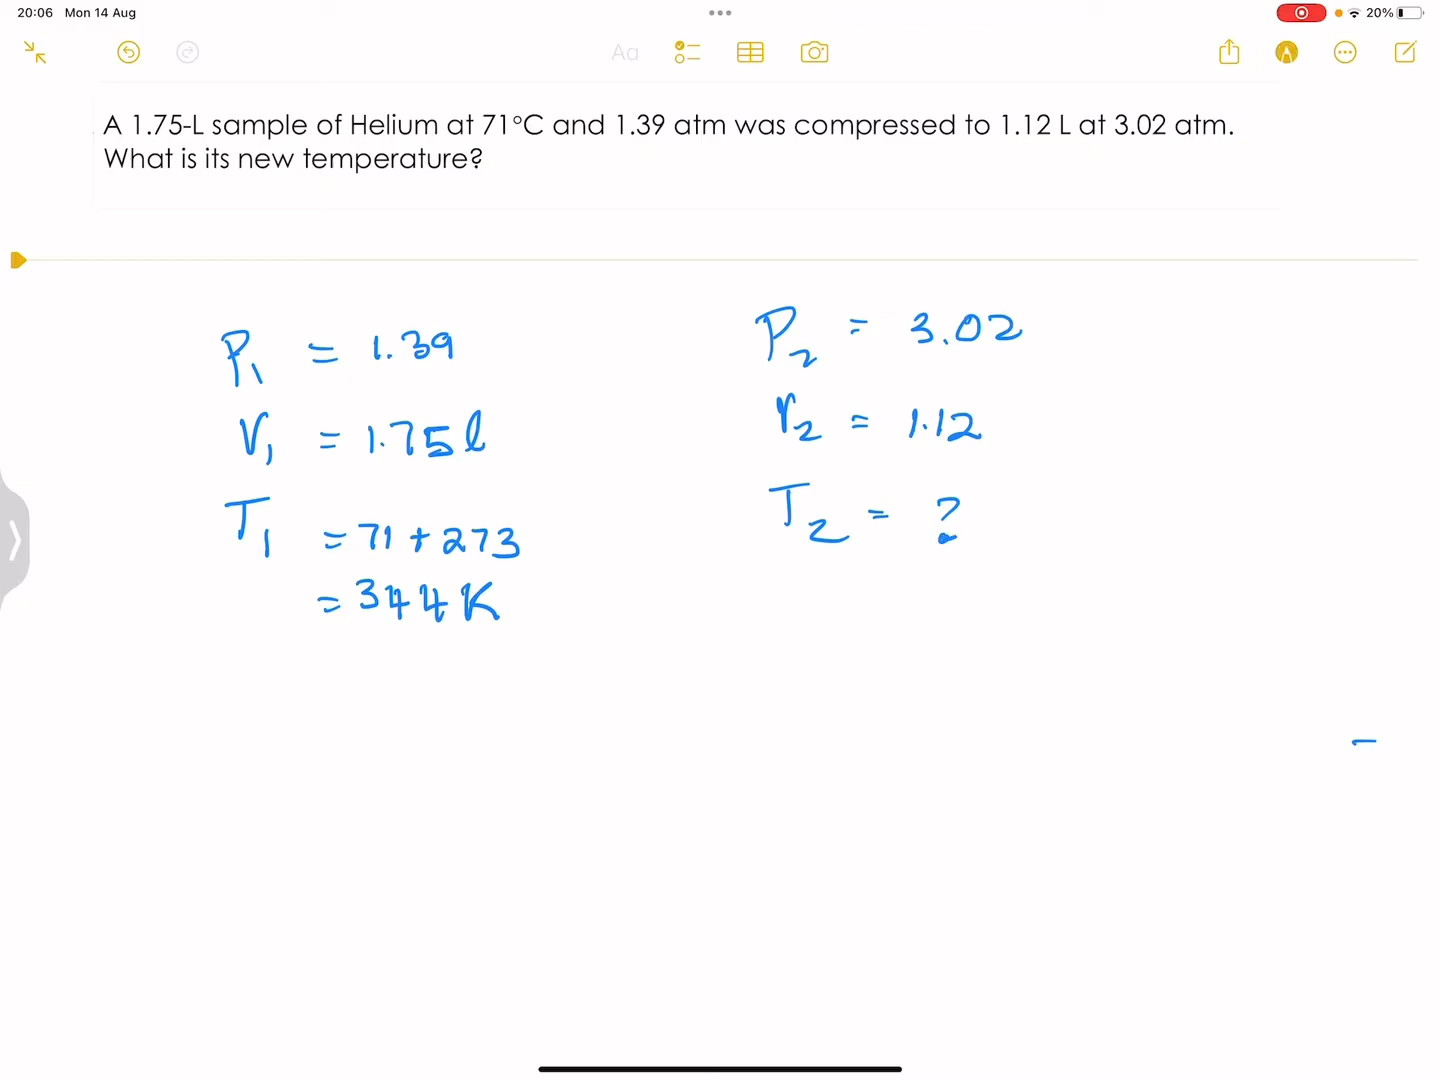 20:06 Mon 14 Aug
20%
Aa
A 1.75-L sample of Helium at 71°C and 1.39 atm was compressed to 1.12 L at 3.02 atm.
What is its new temperature?
P₁ = 1.39
V₁ = 1.75 l
T₁ = 71 + 273
= 344 K
P₂ = 3.02
V₂ = 1.12
T₂ = ?